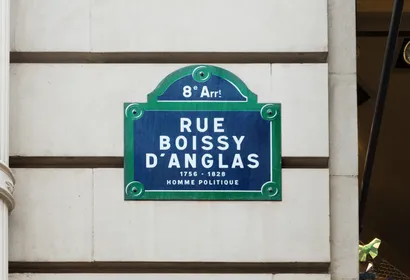 8e Arrt
RUE
BOISSY
D'ANGLAS
1756 - 1828
HOMME POLITIQUE